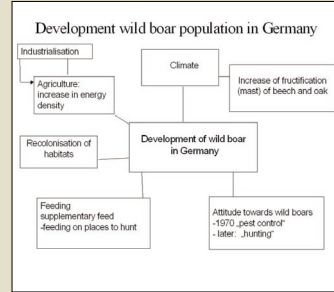 Development wild boar population in Germany
Industrialisation
Climate
Agriculture:
increase in energy
density
Increase of fructification
(mast) of beech and oak
Development of wild boar
in Germany
Recolonisation of
habitats
Feeding
supplementary feed
-feeding on places to hunt
Attitude towards wild boars
-1970 „pest control“
- later: „hunting“